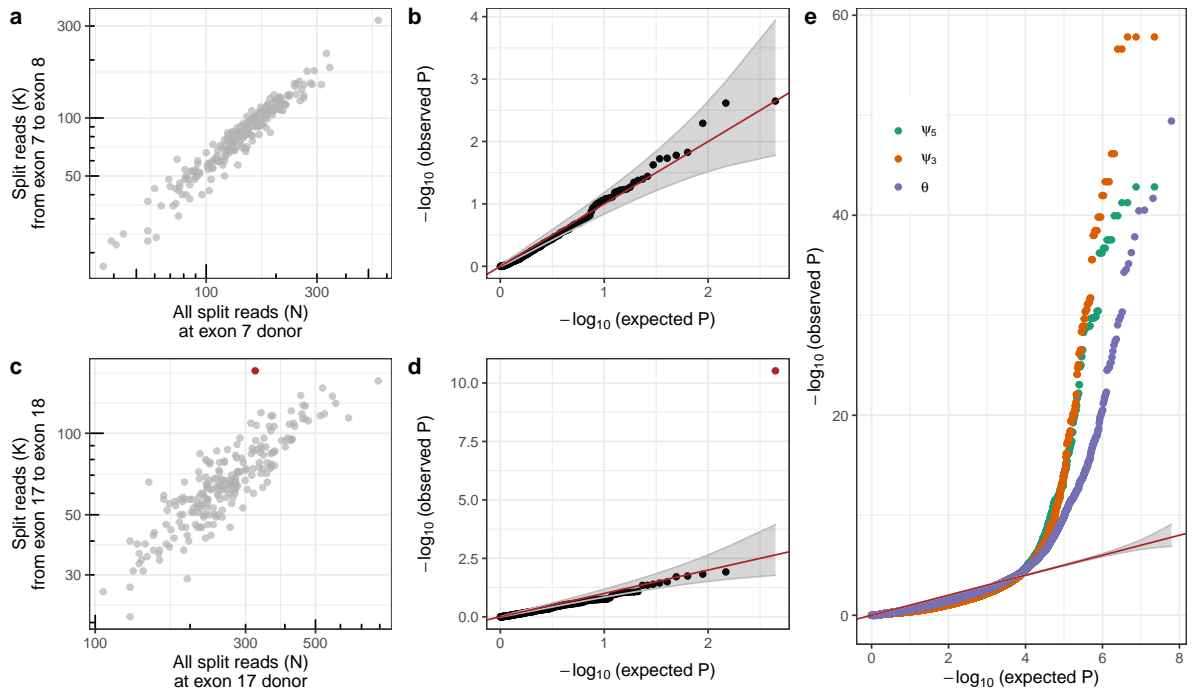 a
300
100
50
Split reads (K)
from exon 7 to exon 8
100
300
All split reads (N)
at exon 7 donor
b
4
3
2
1
0
−log10 (observed P)
0
1
2
−log10 (expected P)
c
100
50
30
Split reads (K)
from exon 17 to exon 18
100
200
300
500
All split reads (N)
at exon 17 donor
d
10.0
7.5
5.0
2.5
0.0
−log10 (observed P)
0
1
2
−log10 (expected P)
e
60
40
20
0
−log10 (observed P)
ψ5
ψ3
θ
0
2
4
6
8
−log10 (expected P)